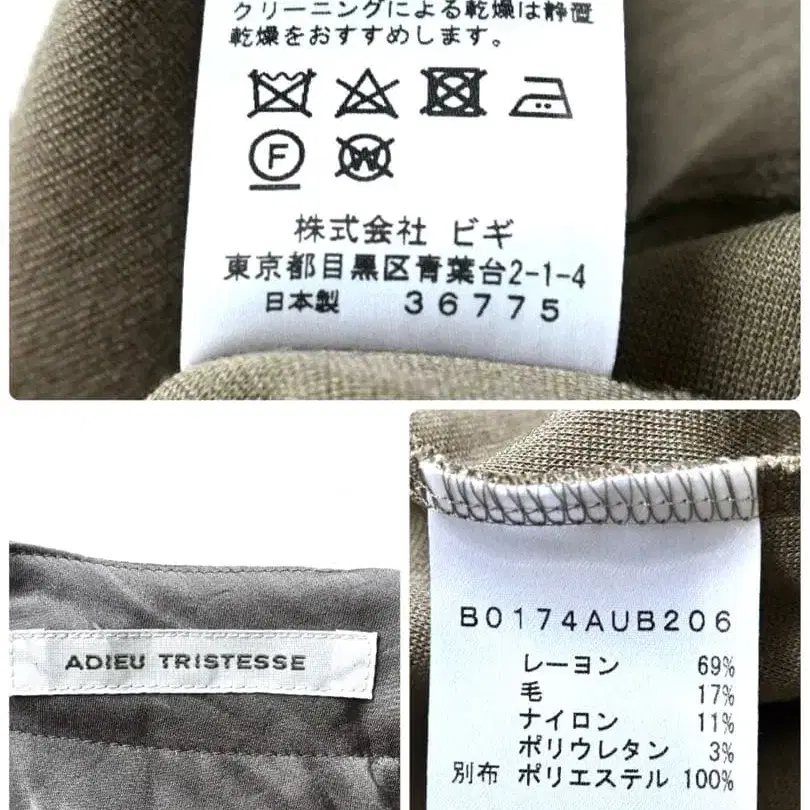 クリーニングによる乾燥は静置
乾燥をおすすめします。
F
W
株式会社 ビギ
東京都目黒区青葉台2-1-4
日本製 36775
ADIEU TRISTESSE
B0174AUB206
レーヨン 69%
毛 17%
ナイロン 11%
ポリウレタン 3%
別布 ポリエステル 100%